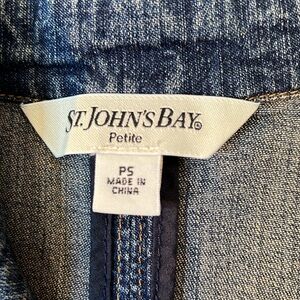 ST. JOHN'S BAY®
Petite
PS
MADE IN
CHINA